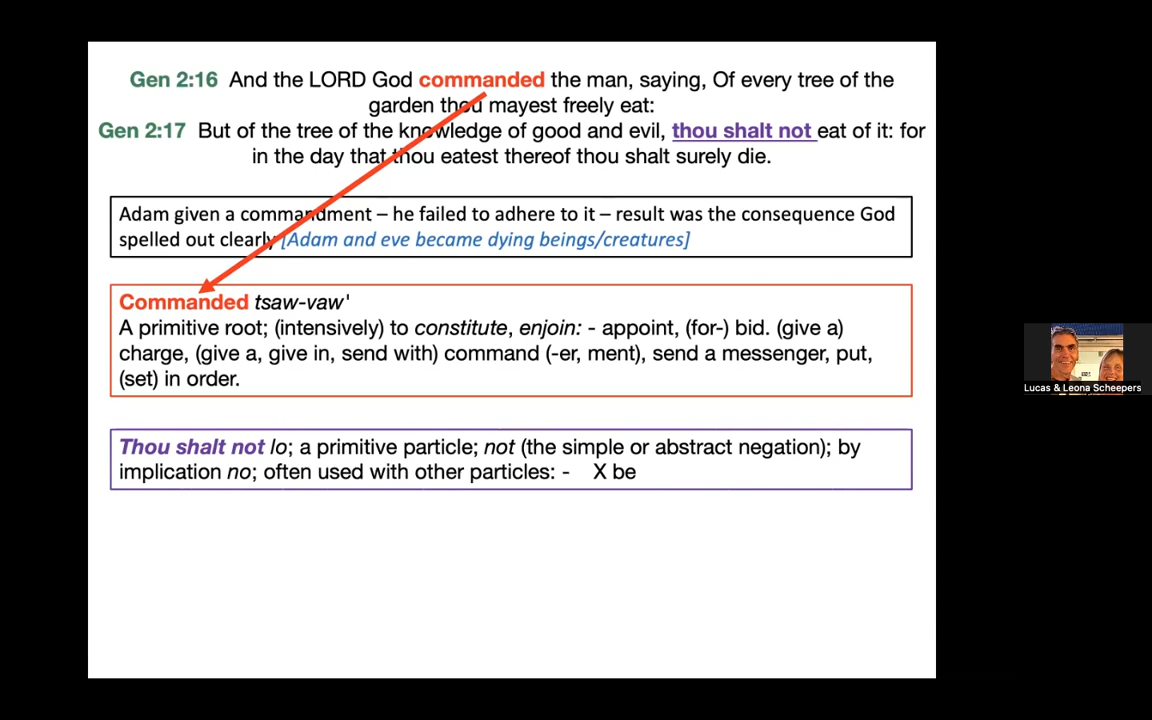 Gen 2:16 And the LORD God commanded the man, saying, Of every tree of the
garden thou mayest freely eat:
Gen 2:17 But of the tree of the knowledge of good and evil, thou shalt not eat of it: for
in the day that thou eatest thereof thou shalt surely die.
Adam given a commandment – he failed to adhere to it – result was the consequence God
spelled out clearly [Adam and eve became dying beings/creatures]
Commanded tsaw-vaw'
A primitive root; (intensively) to constitute, enjoin: - appoint, (for-) bid. (give a)
charge, (give a, give in, send with) command (-er, ment), send a messenger, put,
(set) in order.
Thou shalt not lo; a primitive particle; not (the simple or abstract negation); by
implication no; often used with other particles: - X be
Lucas & Leona Scheepers